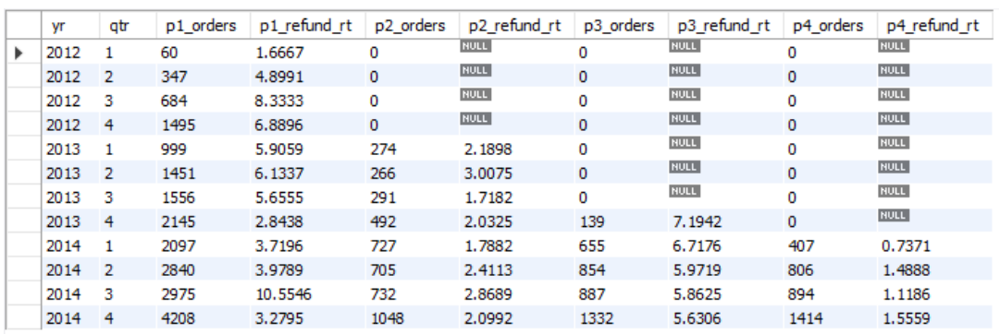 yr qtr p1_orders p1_refund_rt p2_orders p2_refund_rt p3_orders p3_refund_rt p4_orders p4_refund_rt
2012 1 60 1.6667 0 NULL 0 NULL 0 NULL
2012 2 347 4.8991 0 NULL 0 NULL 0 NULL
2012 3 684 8.3333 0 NULL 0 NULL 0 NULL
2012 4 1495 6.8896 0 NULL 0 NULL 0 NULL
2013 1 999 5.9059 274 2.1898 0 NULL 0 NULL
2013 2 1451 6.1337 266 3.0075 0 NULL 0 NULL
2013 3 1556 5.6555 291 1.7182 0 NULL 0 NULL
2013 4 2145 2.8438 492 2.0325 139 7.1942 0 NULL
2014 1 2097 3.7196 727 1.7882 655 6.7176 407 0.7371
2014 2 2840 3.9789 705 2.4113 854 5.9719 806 1.4888
2014 3 2975 10.5546 732 2.8689 887 5.8625 894 1.1186
2014 4 4208 3.2795 1048 2.0992 1332 5.6306 1414 1.5559